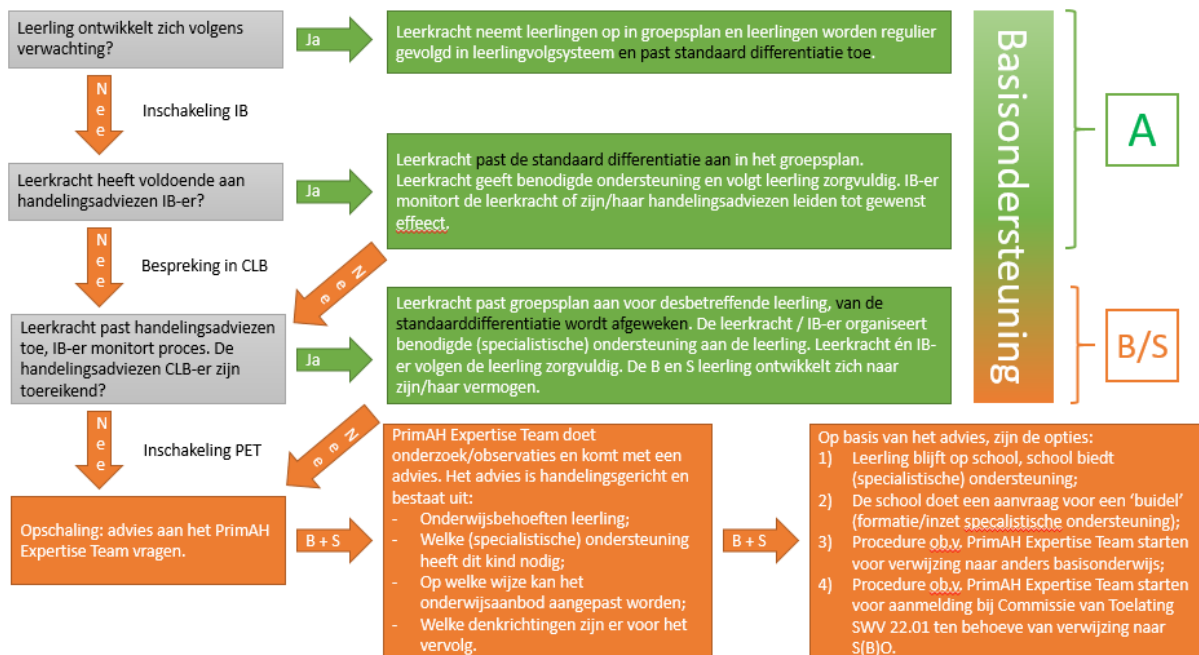 Leerling ontwikkelt zich volgens
verwachting?
Ja
Leerkracht neemt leerlingen op in groepsplan en leerlingen worden regulier
gevolgd in leerlingvolgsysteem en past standaard differentiatie toe.
Nee
Inschakeling IB
Leerkracht heeft voldoende aan
handelingsadviezen IB-er?
Ja
Leerkracht past de standaard differentiatie aan in het groepsplan.
Leerkracht geeft benodigde ondersteuning en volgt leerling zorgvuldig. IB-er
monitort de leerkracht of zijn/haar handelingsadviezen leiden tot gewenst
effeect.
Basisondersteuning
A
Nee
Bespreking in CLB
Nee
Leerkracht past handelingsadviezen
toe, IB-er monitort proces. De
handelingsadviezen CLB-er zijn
toereikend?
Ja
Leerkracht past groepsplan aan voor desbetreffende leerling, van de
standaarddifferentiatie wordt afgeweken. De leerkracht / IB-er organiseert
benodigde (specialistische) ondersteuning aan de leerling. Leerkracht én IB-
er volgen de leerling zorgvuldig. De B en S leerling ontwikkelt zich naar
zijn/haar vermogen.
B/S
Nee
Inschakeling PET
Nee
Opschaling: advies aan het PrimAH
Expertise Team vragen.
B + S
PrimAH Expertise Team doet
onderzoek/observaties en komt met een
advies. Het advies is handelingsgericht en
bestaat uit:
- Onderwijsbehoeften leerling;
- Welke (specialistische) ondersteuning
heeft dit kind nodig;
- Op welke wijze kan het
onderwijsaanbod aangepast worden;
- Welke denkrichtingen zijn er voor het
vervolg.
B + S
Op basis van het advies, zijn de opties:
1) Leerling blijft op school, school biedt
(specialistische) ondersteuning;
2) De school doet een aanvraag voor een ‘buidel’
(formatie/inzet specalistische ondersteuning);
3) Procedure ob.v. PrimAH Expertise Team starten
voor verwijzing naar anders basisonderwijs;
4) Procedure ob.v. PrimAH Expertise Team starten
voor aanmelding bij Commissie van Toelating
SWV 22.01 ten behoeve van verwijzing naar
S(B)O.